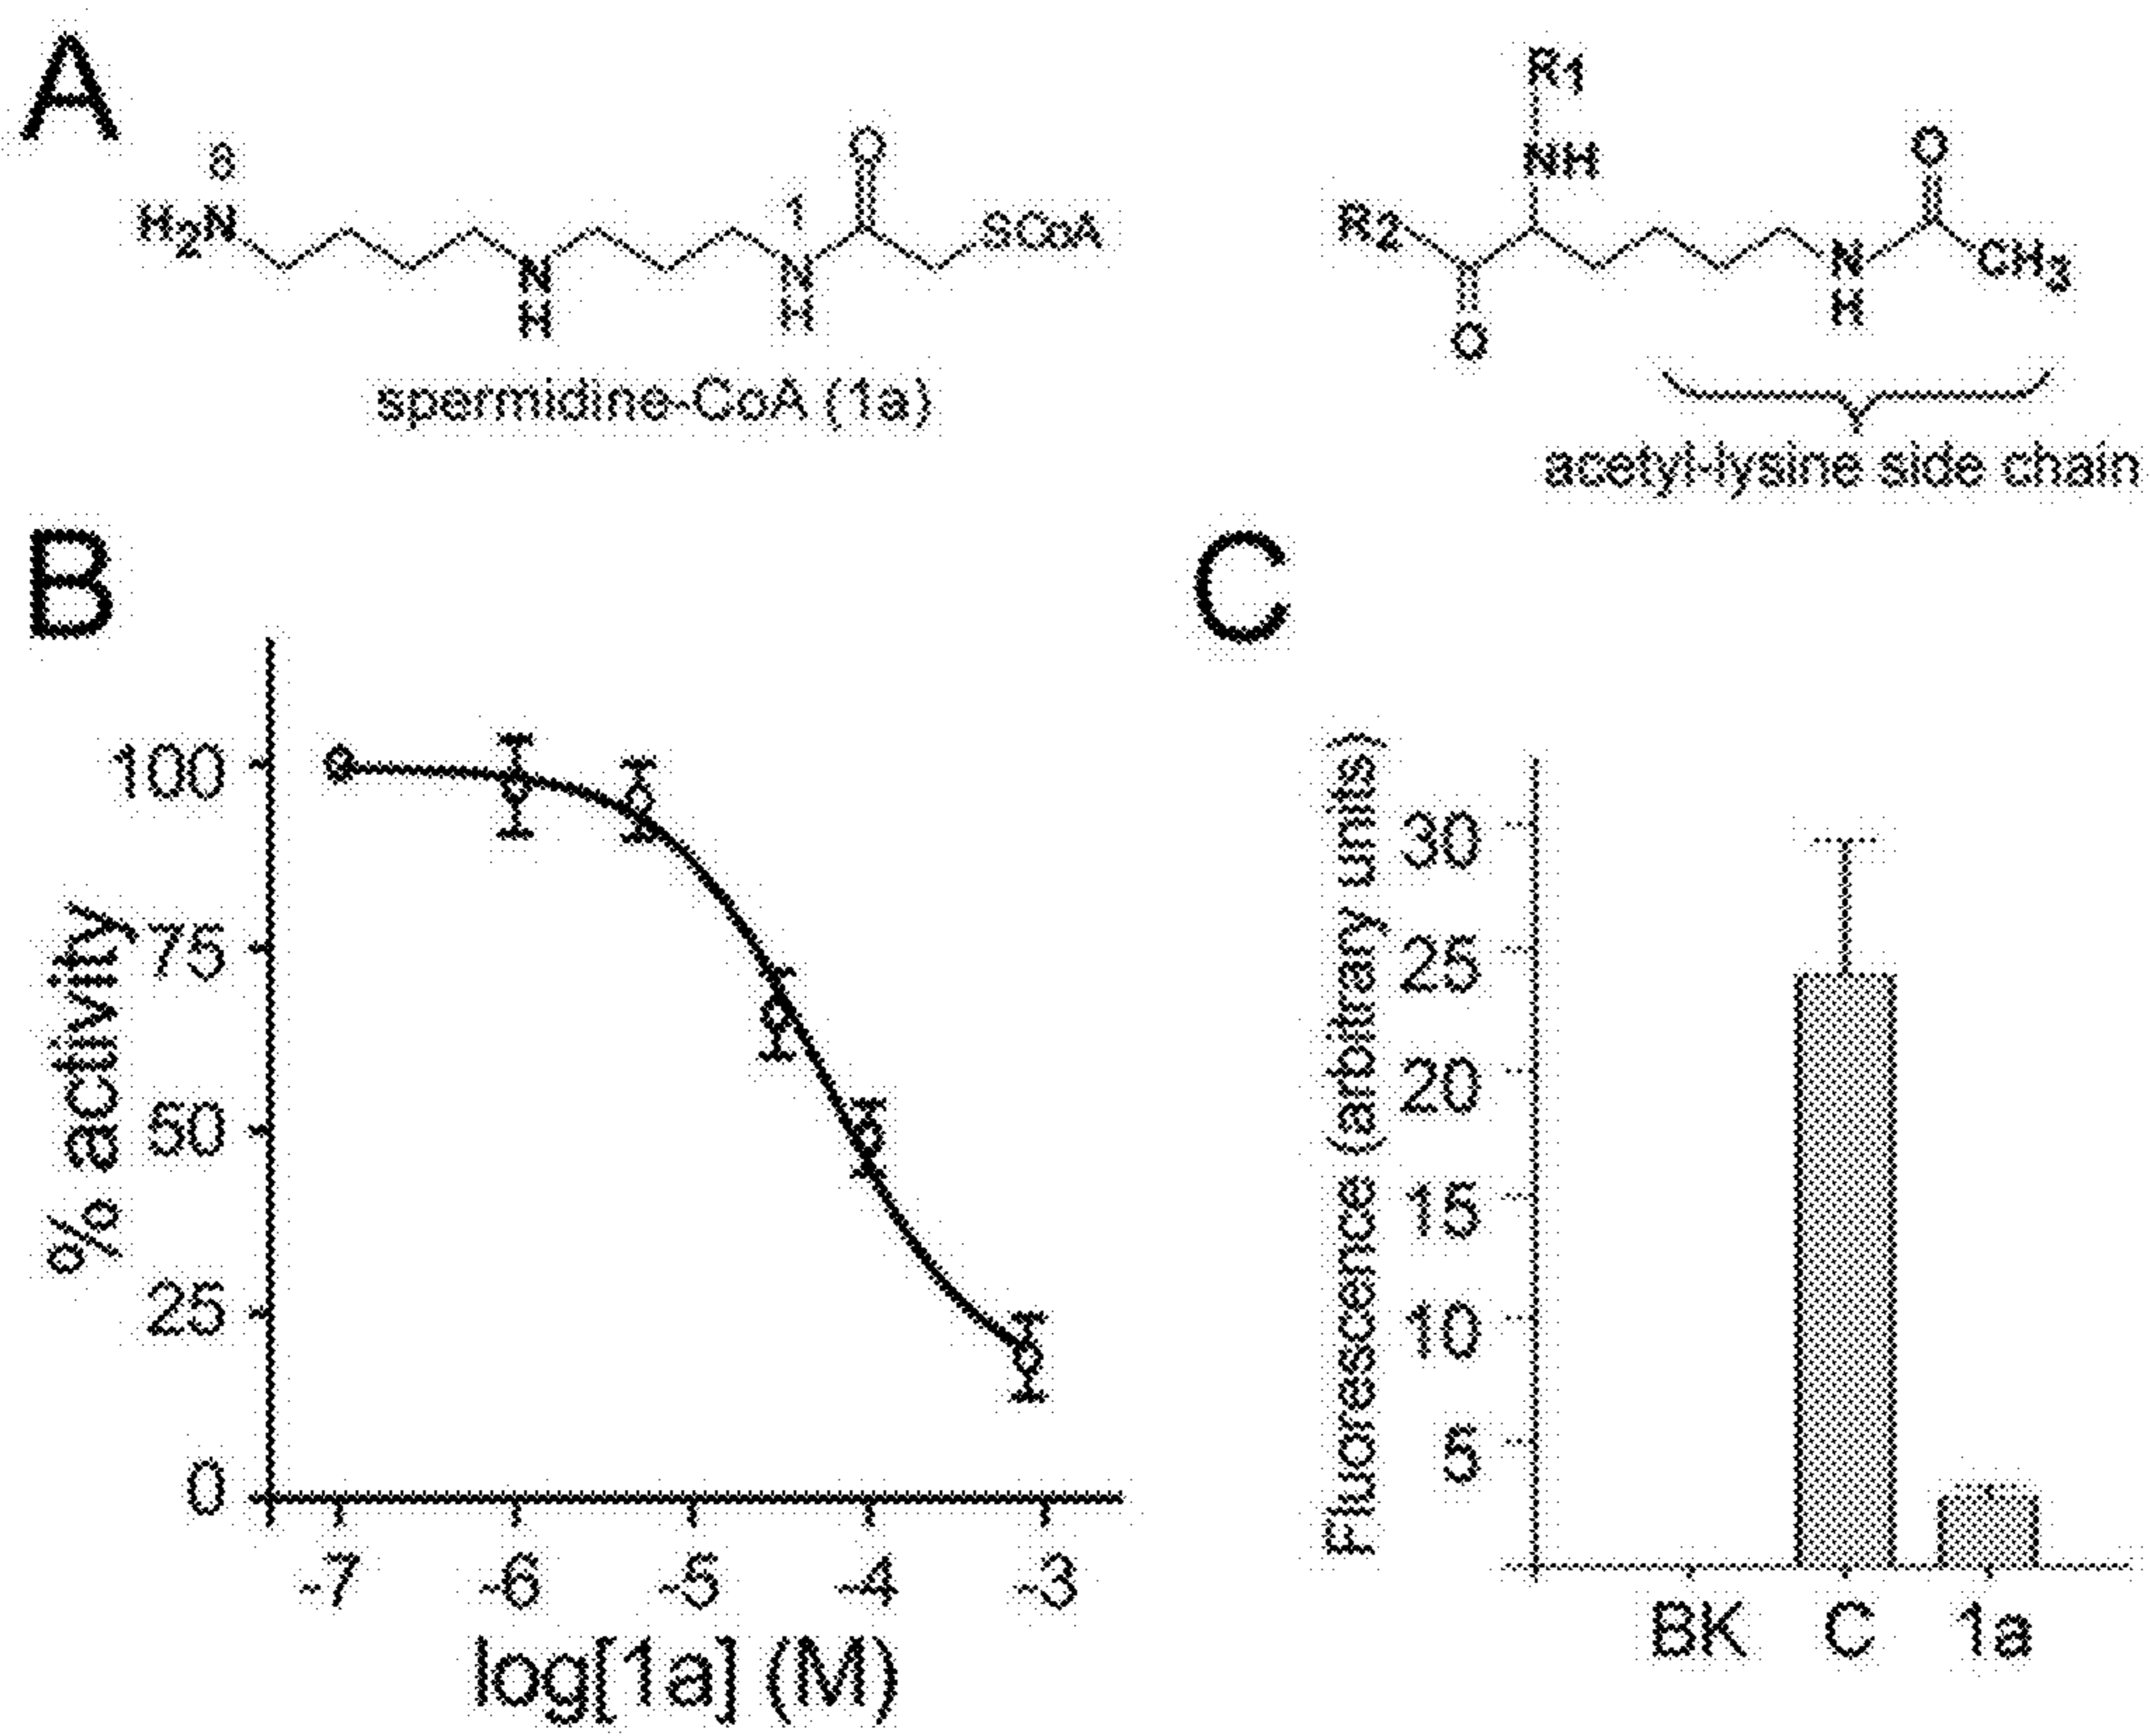 A
R1
NH
O
O
8
H2N
1
SCoA
R2
CH3
N
H
N
H
N
H
O
spermidine-CoA (1a)
acetyl-lysine side chain
B
C
% activity
100
75
50
25
0
-7
-6
-5
-4
-3
log[1a] (M)
Fluorescence (arbitrary units)
30
25
20
15
10
5
BK
C
1a